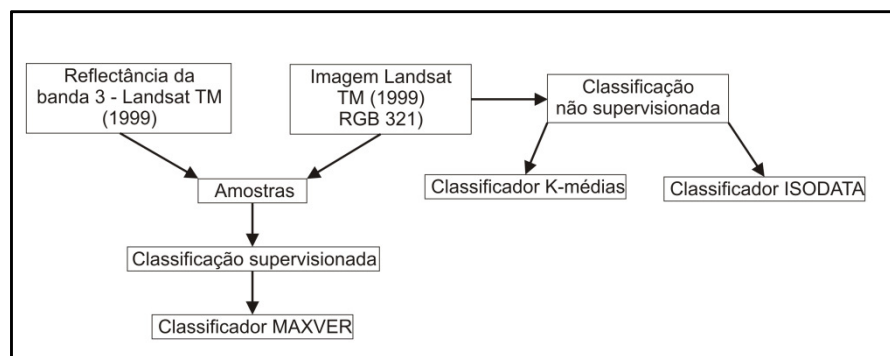 Reflectância da
banda 3 - Landsat TM
(1999)
Imagem Landsat
TM (1999)
RGB 321)
Classificação
não supervisionada
Amostras
Classificador K-médias
Classificador ISODATA
Classificação supervisionada
Classificador MAXVER